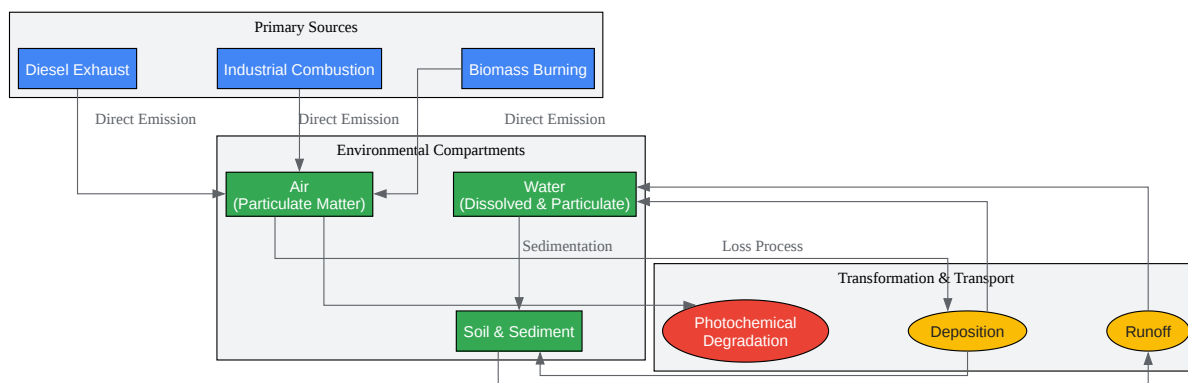 Primary Sources
Diesel Exhaust
Industrial Combustion
Biomass Burning
Direct Emission
Direct Emission
Direct Emission
Environmental Compartments
Air
(Particulate Matter)
Water
(Dissolved & Particulate)
Sedimentation
Loss Process
Transformation & Transport
Soil & Sediment
Photochemical
Degradation
Deposition
Runoff